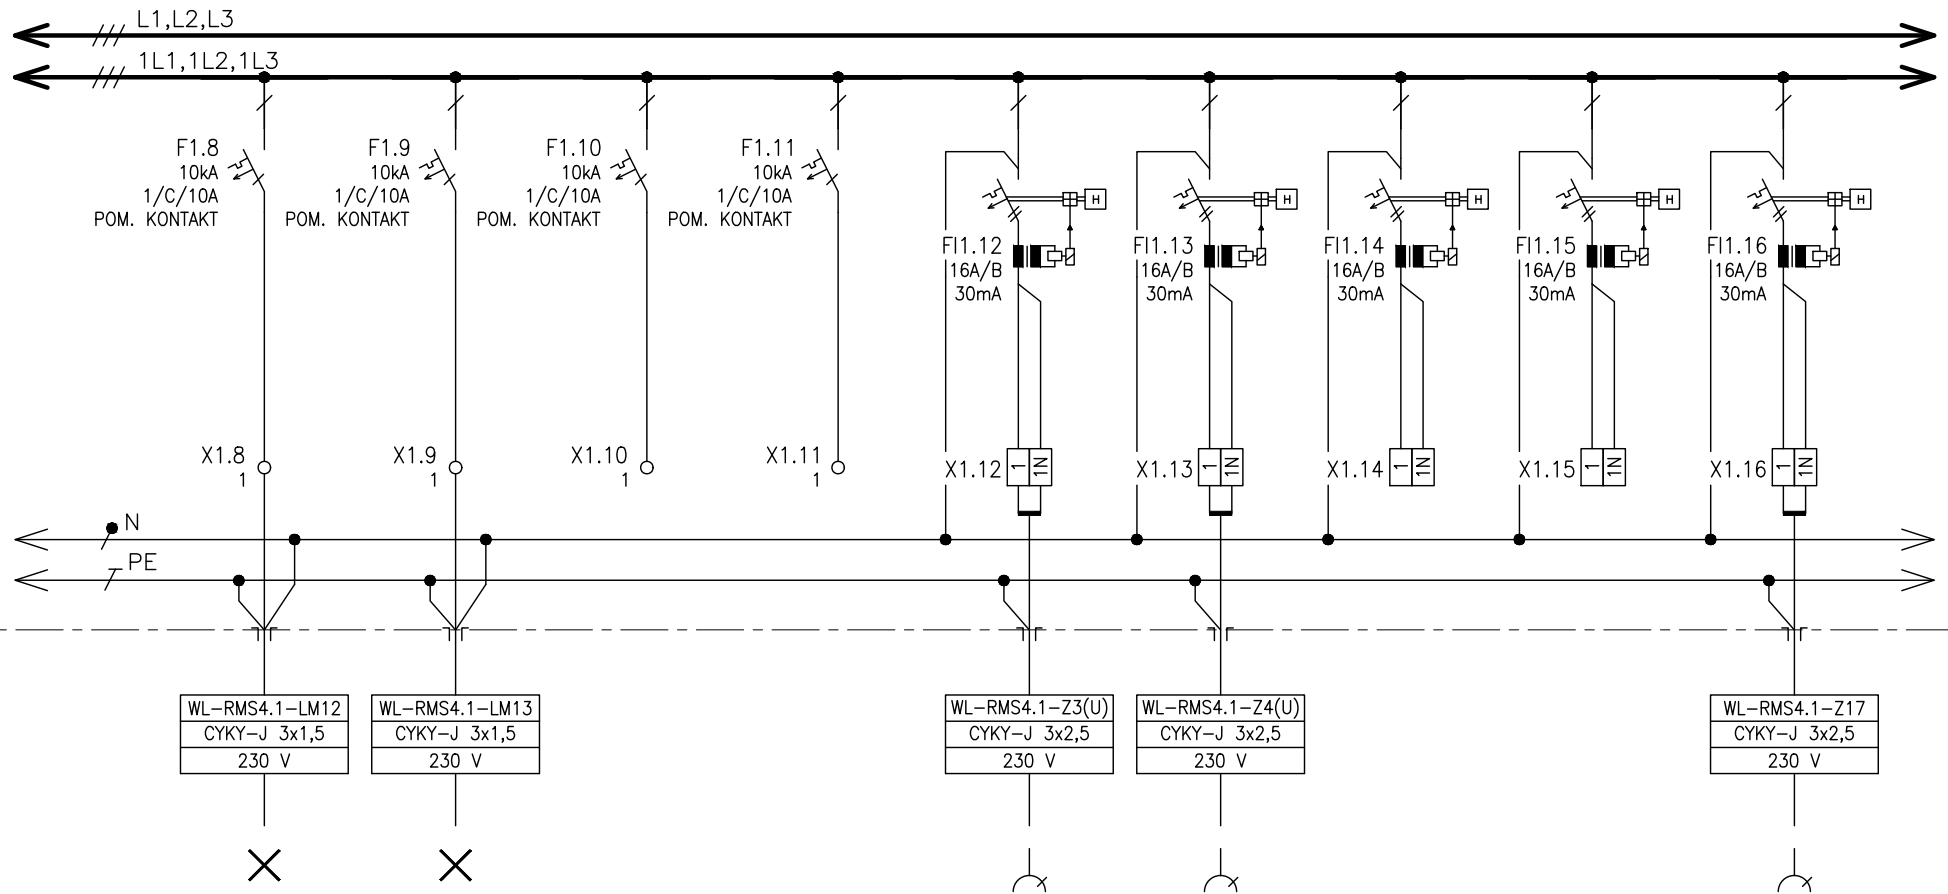 L1,L2,L3
1L1,1L2,1L3
F1.8
10kA
1/C/10A
POM. KONTAKT
F1.9
10kA
1/C/10A
POM. KONTAKT
F1.10
10kA
1/C/10A
POM. KONTAKT
F1.11
10kA
1/C/10A
POM. KONTAKT
FI1.12
16A/B
30mA
H
FI1.13
16A/B
30mA
H
FI1.14
16A/B
30mA
H
FI1.15
16A/B
30mA
H
FI1.16
16A/B
30mA
H
X1.8
1
X1.9
1
X1.10
1
X1.11
1
X1.12
1
1N
X1.13
1
1N
X1.14
1
1N
X1.15
1
1N
X1.16
1
1N
N
PE
WL-RMS4.1-LM12
CYKY-J 3x1,5
230 V
WL-RMS4.1-LM13
CYKY-J 3x1,5
230 V
WL-RMS4.1-Z3(U)
CYKY-J 3x2,5
230 V
WL-RMS4.1-Z4(U)
CYKY-J 3x2,5
230 V
WL-RMS4.1-Z17
CYKY-J 3x2,5
230 V